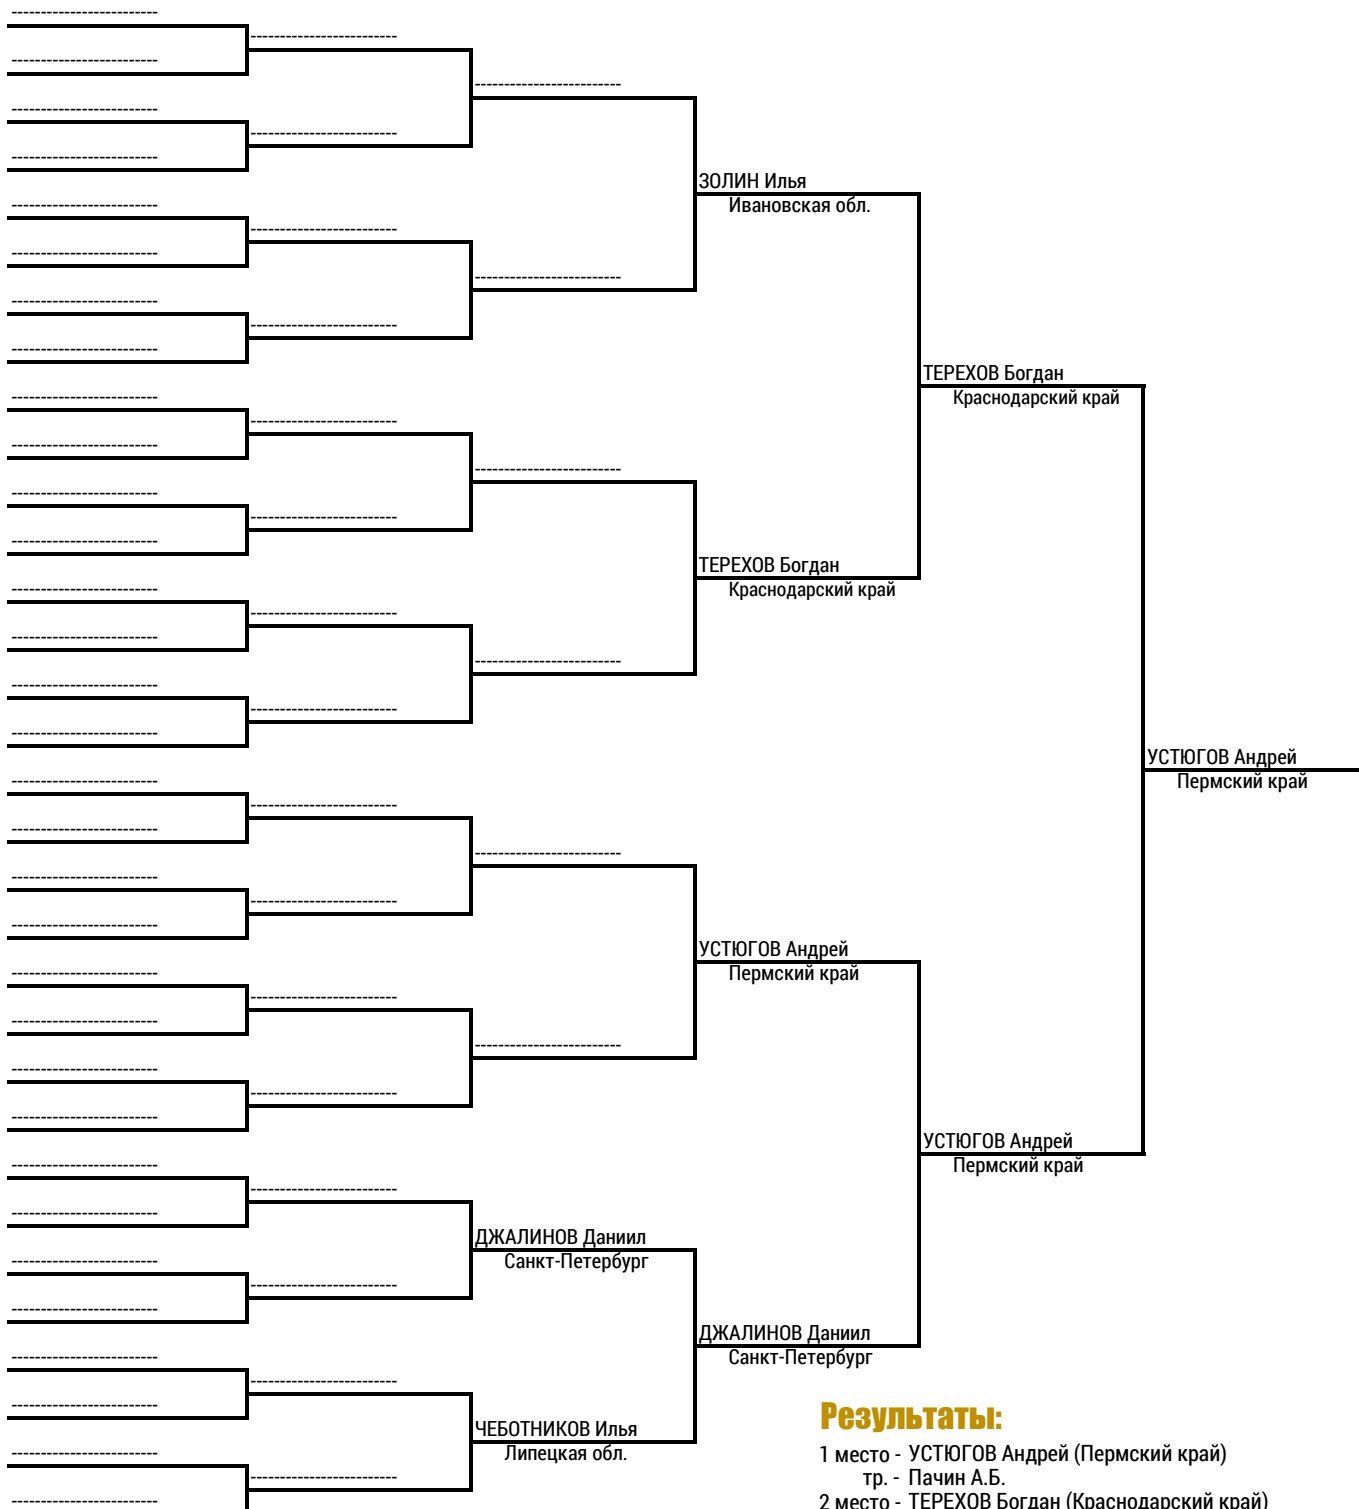 ЗОЛИН Илья
Ивановская обл.
ТЕРЕХОВ Богдан
Краснодарский край
ТЕРЕХОВ Богдан
Краснодарский край
УСТЮГОВ Андрей
Пермский край
УСТЮГОВ Андрей
Пермский край
УСТЮГОВ Андрей
Пермский край
ДЖАЛИНОВ Даниил
Санкт-Петербург
ДЖАЛИНОВ Даниил
Санкт-Петербург
ЧЕБОТНИКОВ Илья
Липецкая обл.
Результаты:
1 место - УСТЮГОВ Андрей (Пермский край)
тр. - Пачин А.Б.
2 место - ТЕРЕХОВ Богдан (Краснодарский край)